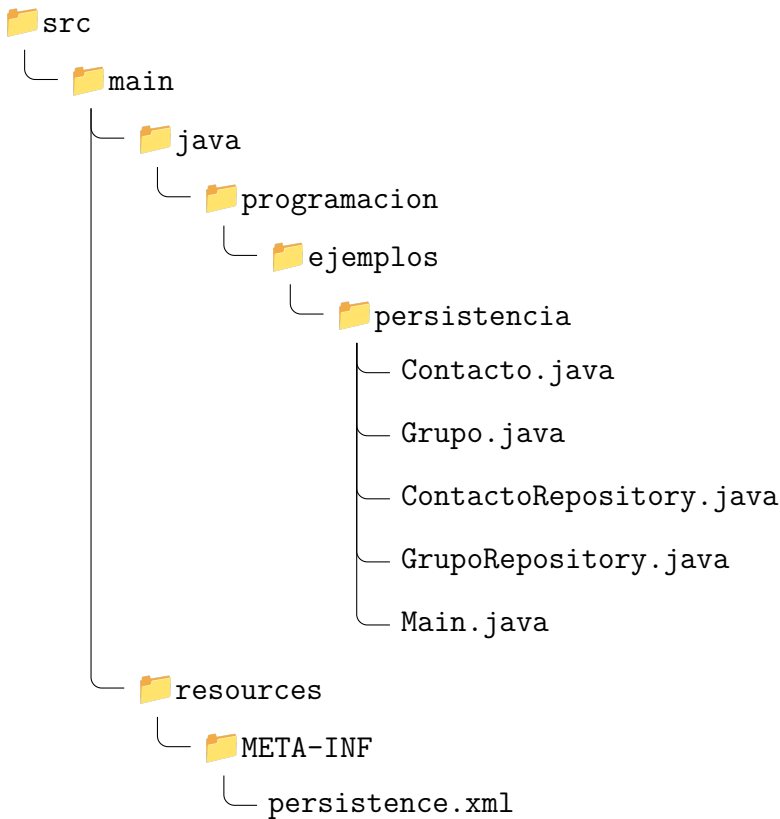 src
main
java
programacion
ejemplos
persistencia
Contacto.java
Grupo.java
ContactoRepository.java
GrupoRepository.java
Main.java
resources
META-INF
persistence.xml